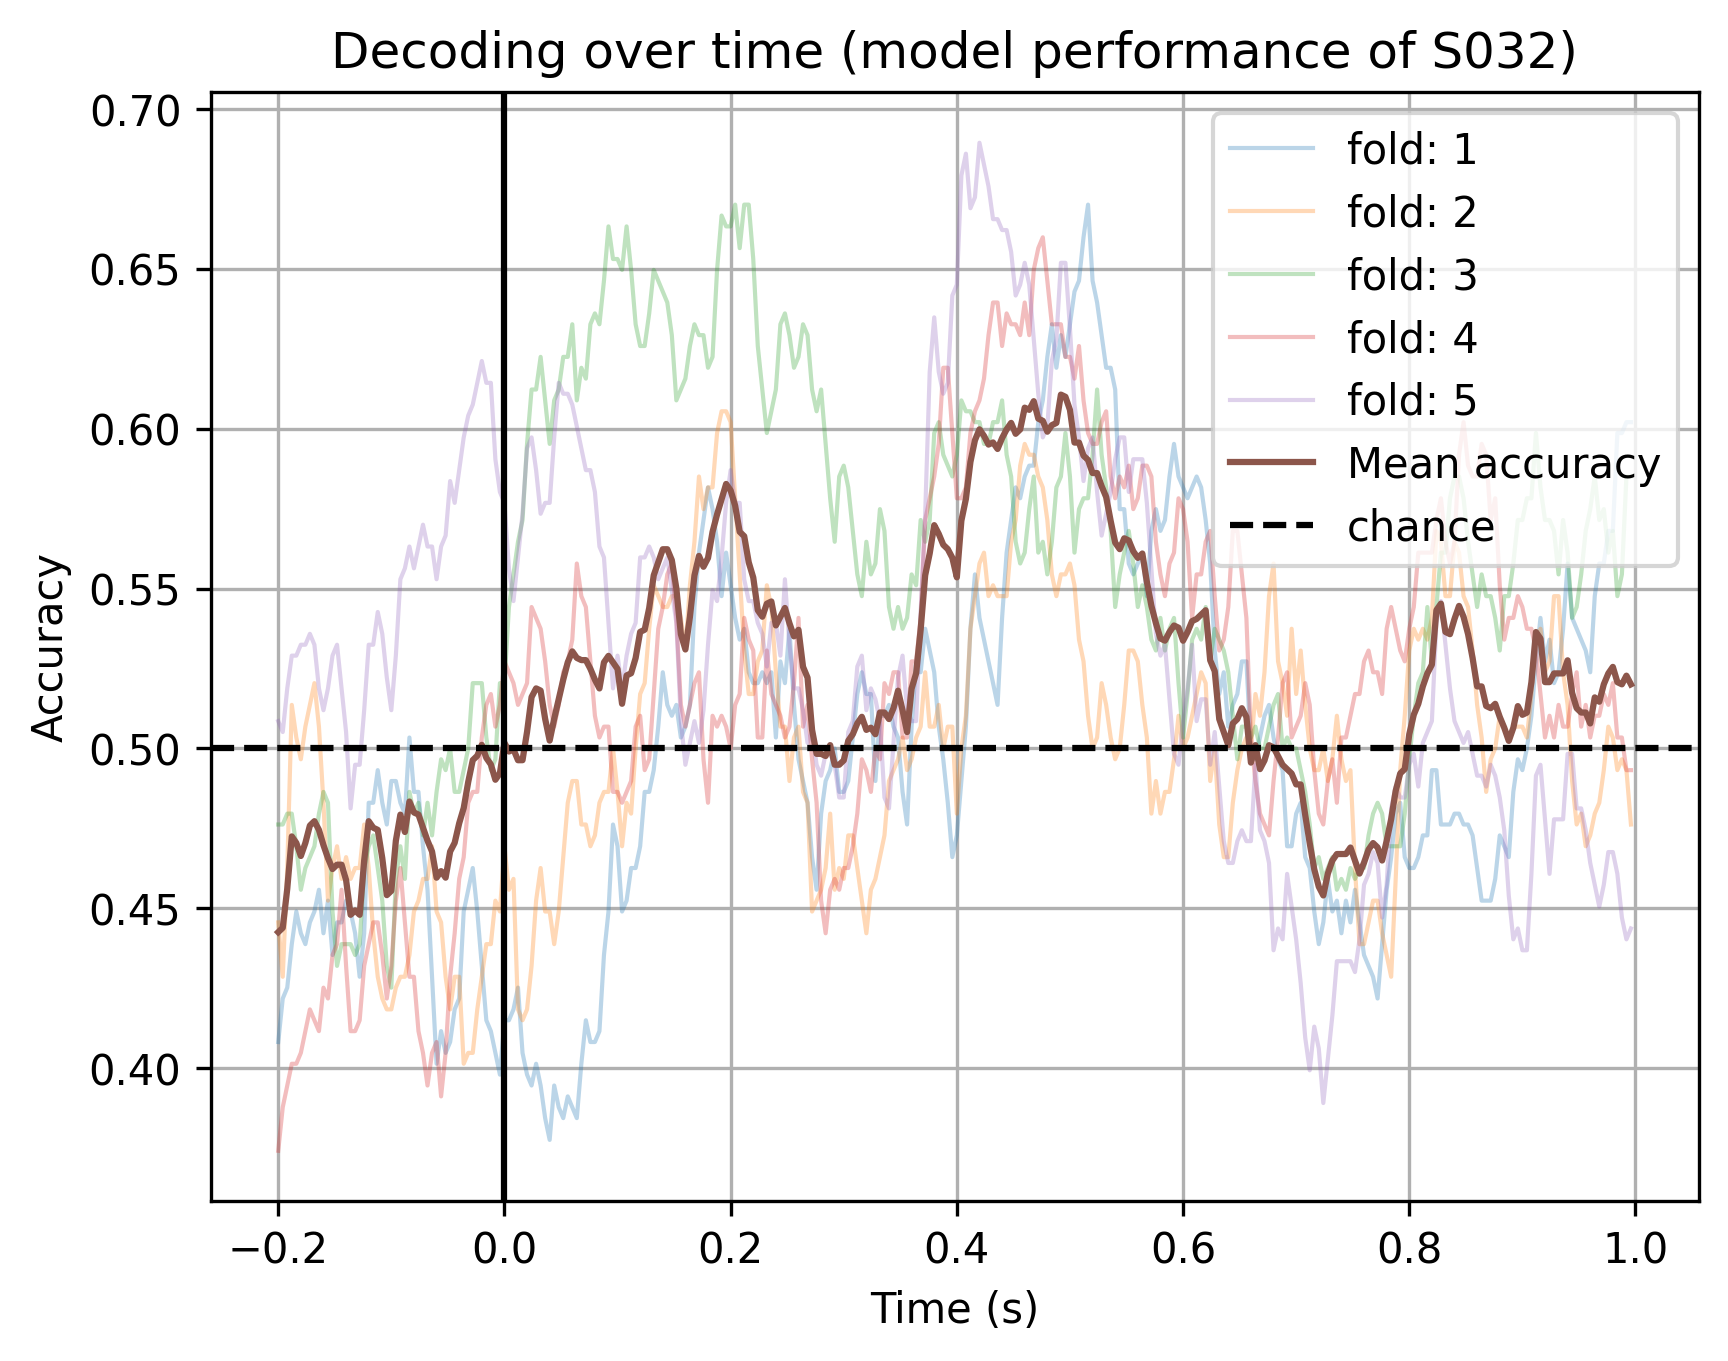 Decoding over time (model performance of S032)
0.70
0.65
0.60
0.55
0.50
0.45
0.40
Accuracy
fold: 1
fold: 2
fold: 3
fold: 4
fold: 5
Mean accuracy
chance
−0.2 0.0 0.2 0.4 0.6 0.8 1.0
Time (s)